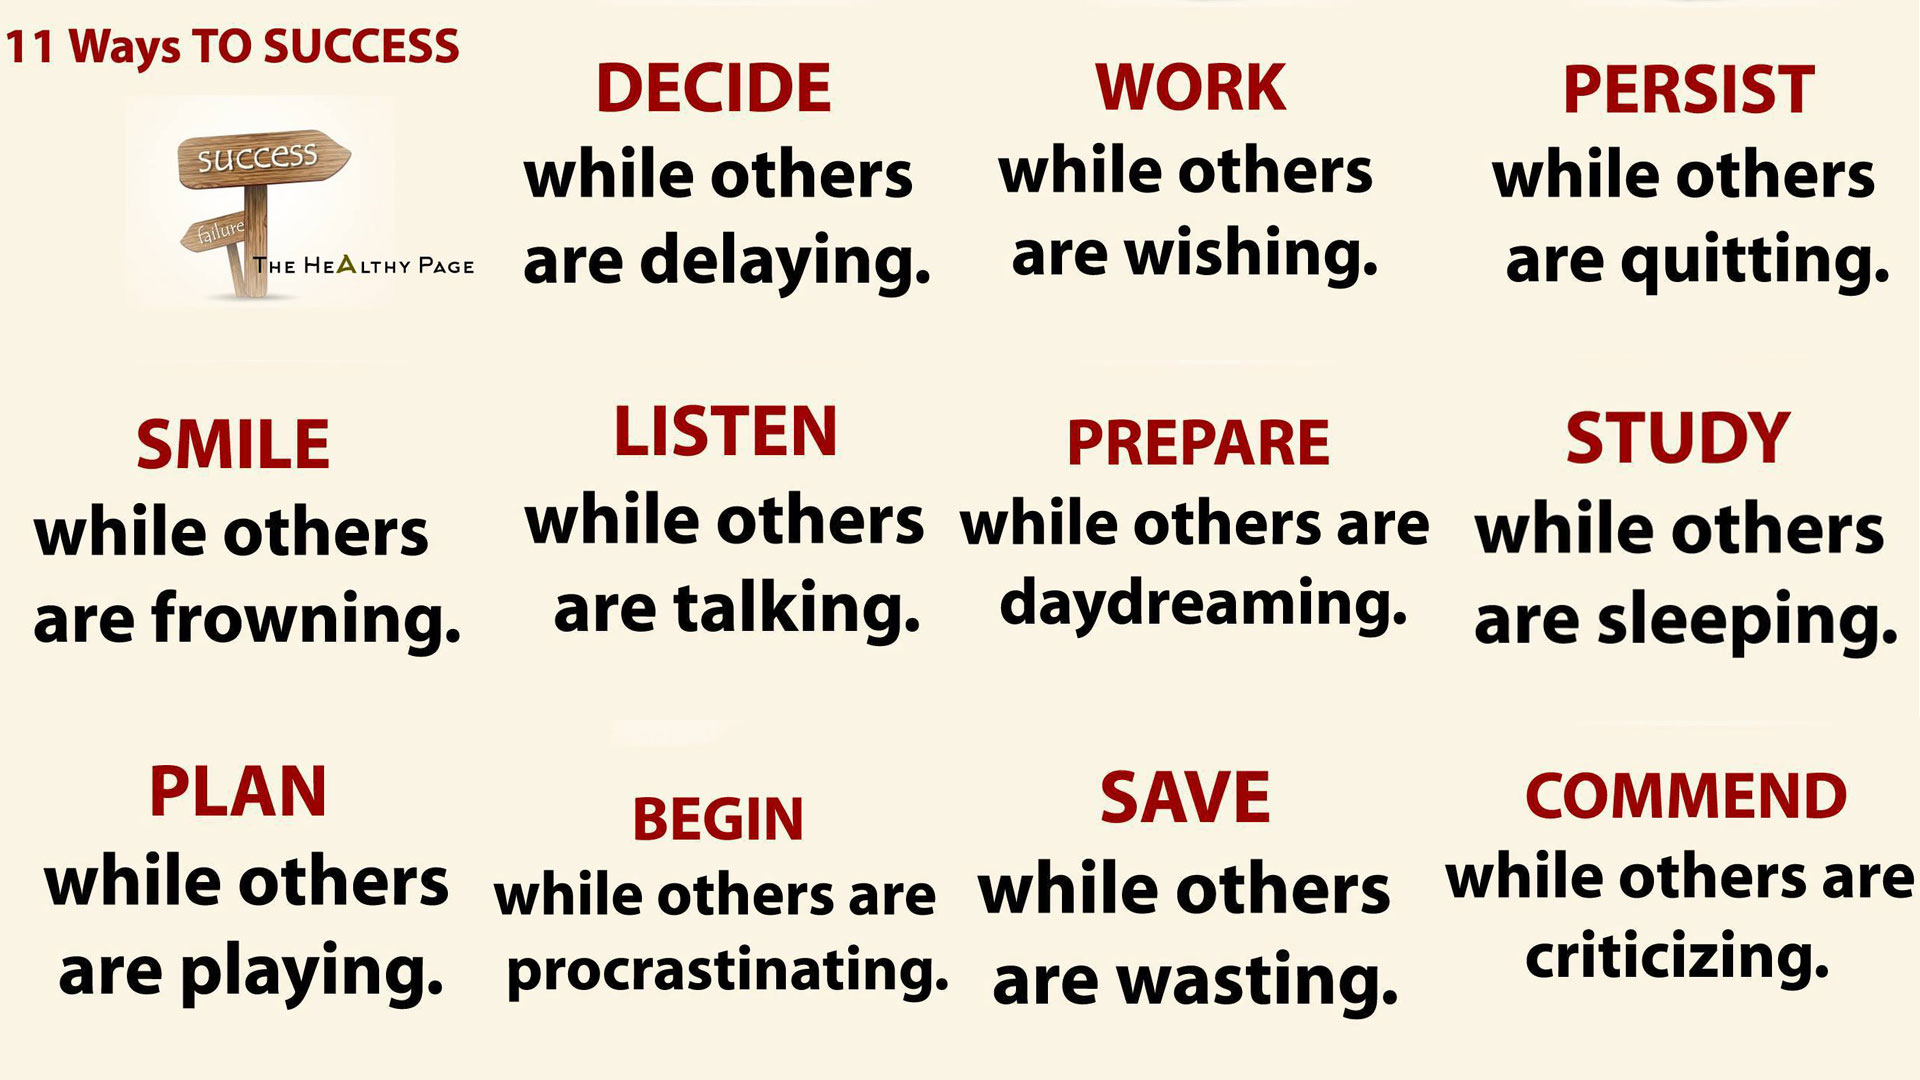 11 Ways TO SUCCESS
success
failure
THE HEALTHY PAGE
DECIDE
while others
are delaying.
WORK
while others
are wishing.
PERSIST
while others
are quitting.
SMILE
while others
are frowning.
LISTEN
while others
are talking.
PREPARE
while others are
daydreaming.
STUDY
while others
are sleeping.
PLAN
while others
are playing.
BEGIN
while others are
procrastinating.
SAVE
while others
are wasting.
COMMEND
while others are
criticizing.